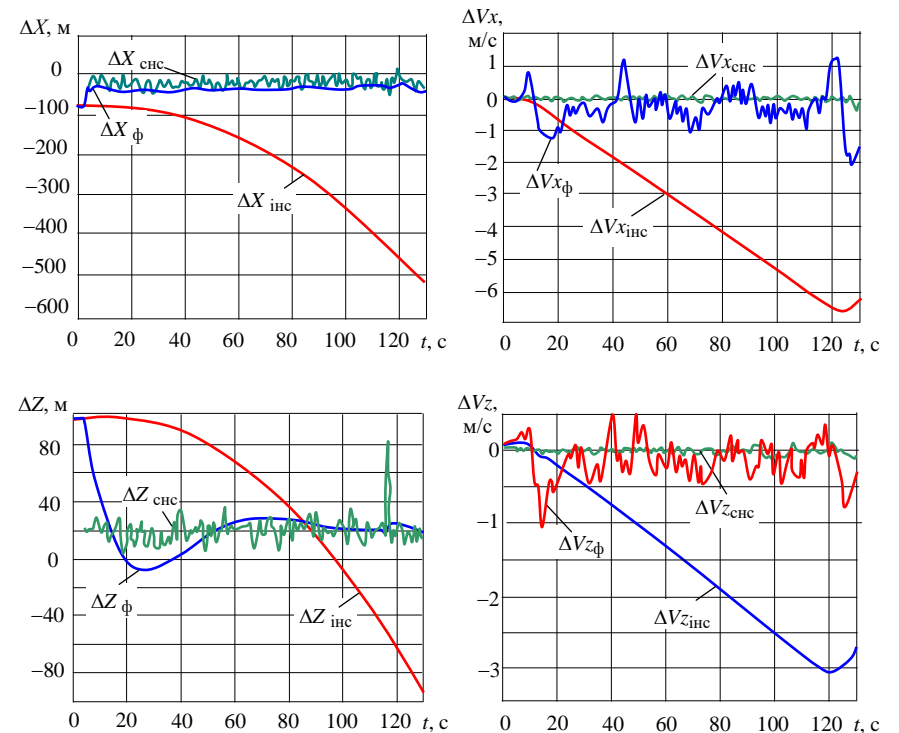 ΔX, м
0
−100
−200
−300
−400
−500
−600
ΔX снс
ΔX ф
ΔX інс
0 20 40 60 80 100 120 t, с
ΔVx,
м/с
1
0
−1
−2
−3
−4
−5
−6
ΔVxснс
ΔVxф
ΔVxінс
0 20 40 60 80 100 120 t, с
ΔZ, м
80
40
0
−40
−80
ΔZ снс
ΔZ ф
ΔZ інс
0 20 40 60 80 100 120 t, с
ΔVz,
м/с
0
−1
−2
−3
ΔVzснс
ΔVzф
ΔVzінс
0 20 40 60 80 100 120 t, с